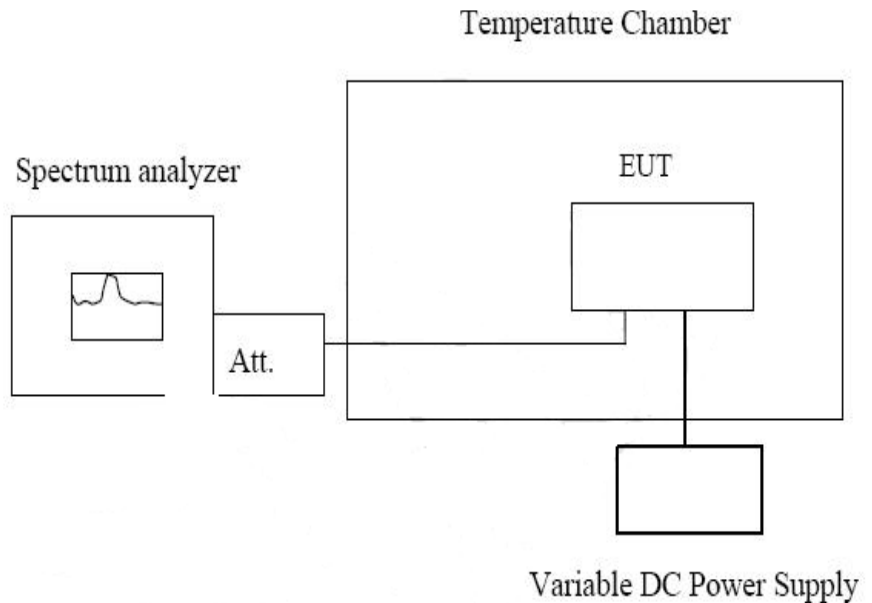 Temperature Chamber
Spectrum analyzer
EUT
Att.
Variable DC Power Supply